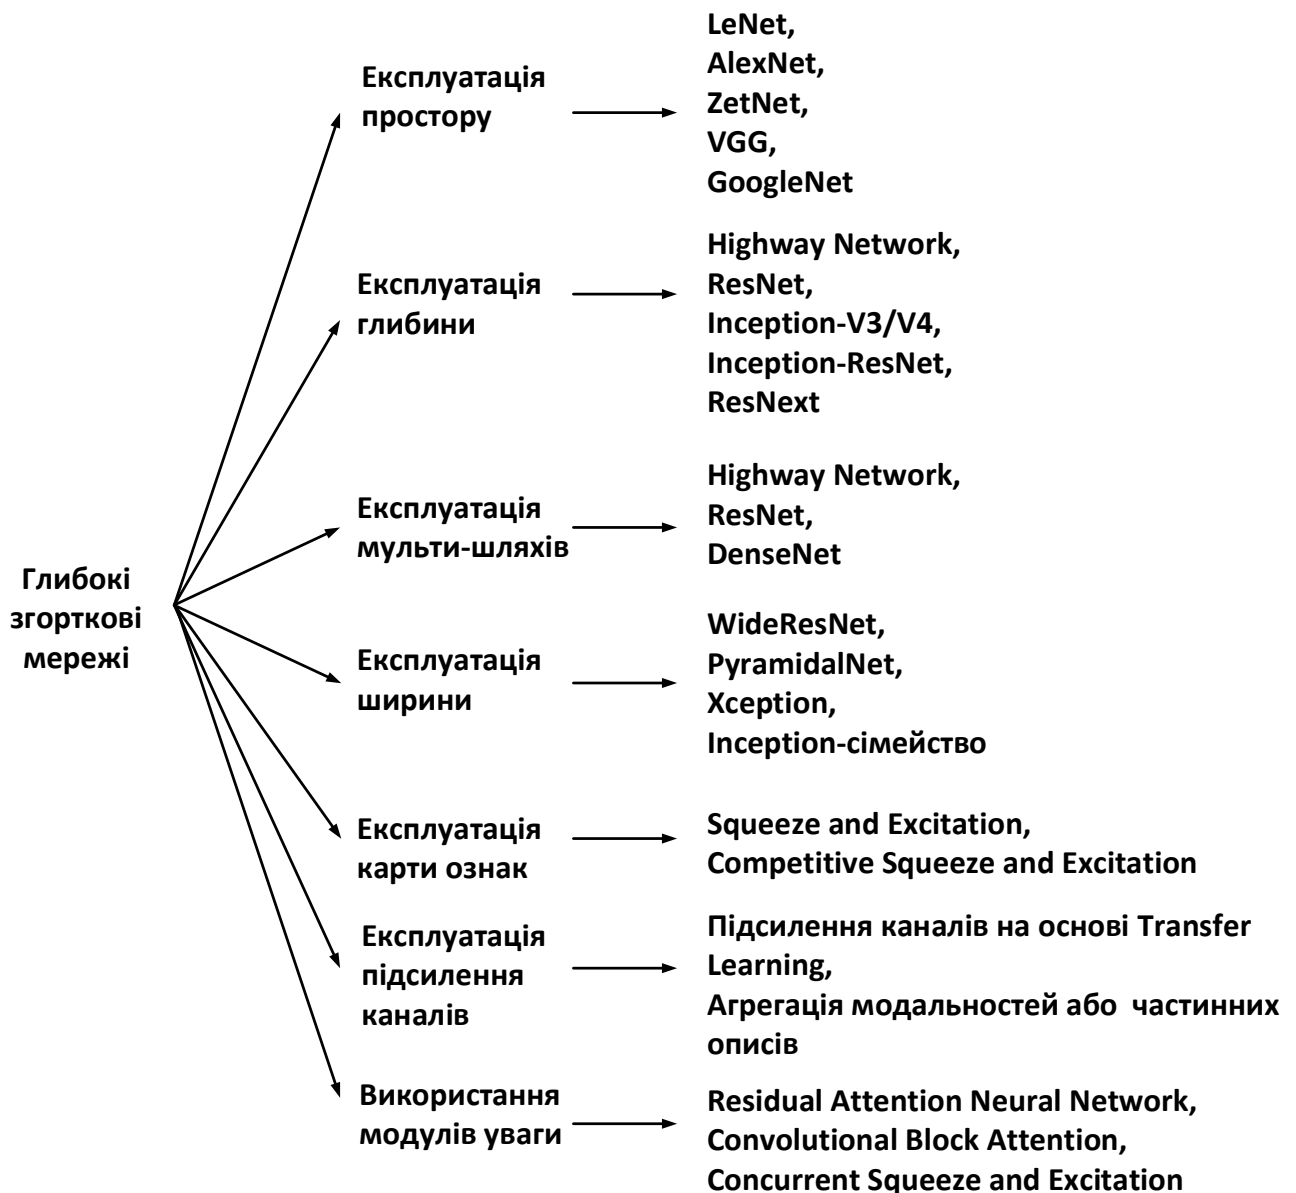 Глибокі
згорткові
мережі
Експлуатація
простору
LeNet,
AlexNet,
ZetNet,
VGG,
GoogleNet
Експлуатація
глибини
Highway Network,
ResNet,
Inception-V3/V4,
Inception-ResNet,
ResNext
Експлуатація
мульти-шляхів
Highway Network,
ResNet,
DenseNet
Експлуатація
ширини
WideResNet,
PyramidalNet,
Xception,
Inception-сімейство
Експлуатація
карти ознак
Squeeze and Excitation,
Competitive Squeeze and Excitation
Експлуатація
підсилення
каналів
Підсилення каналів на основі Transfer
Learning,
Агрегація модальностей або  частинних
описів
Використання
модулів уваги
Residual Attention Neural Network,
Convolutional Block Attention,
Concurrent Squeeze and Excitation